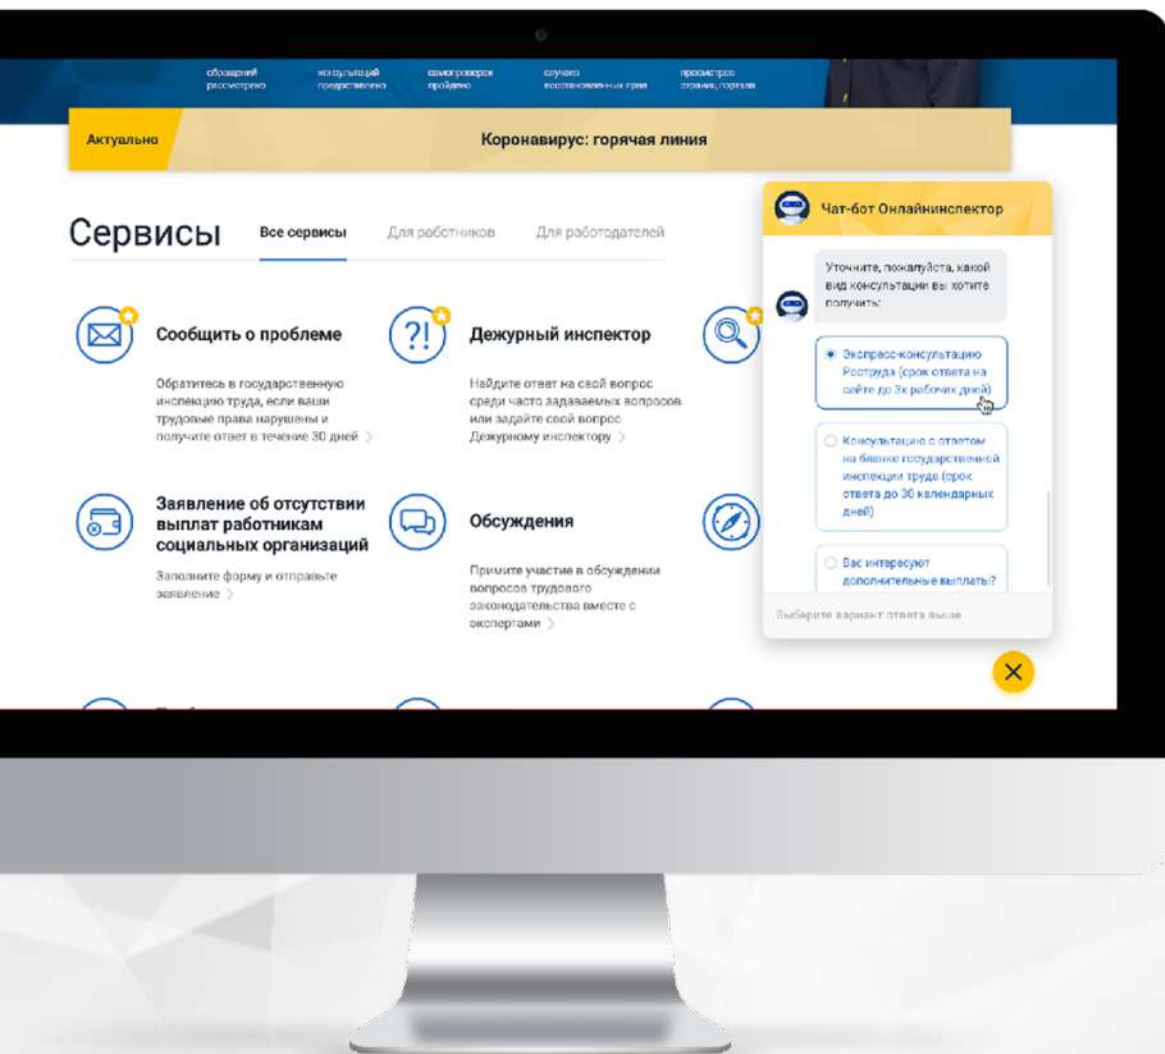 обращений
рассмотрено
консультаций
предоставлено
самопроверок
пройдено
случаев
восстановленных прав
просмотров
страниц портала
Актуально
Коронавирус: горячая линия
Сервисы
Все сервисы
Для работников
Для работодателей
Сообщить о проблеме
Обратитесь в государственную
инспекцию труда, если ваши
трудовые права нарушены и
получите ответ в течение 30 дней
?!
Дежурный инспектор
Найдите ответ на свой вопрос
среди часто задаваемых вопросов
или задайте свой вопрос
Дежурному инспектору
Заявление об отсутствии
выплат работникам
социальных организаций
Заполните форму и отправьте
заявление
Обсуждения
Примите участие в обсуждении
вопросов трудового
законодательства вместе с
экспертами
Чат-бот Онлайнинспектор
Уточните, пожалуйста, какой
вид консультации вы хотите
получить:
Экспресс-консультацию
Роструда (срок ответа на
сайте до 3х рабочих дней)
Консультацию с ответом
на бланке государственной
инспекции труда (срок
ответа до 30 календарных
дней)
Вас интересуют
дополнительные выплаты?
Выберите вариант ответа выше